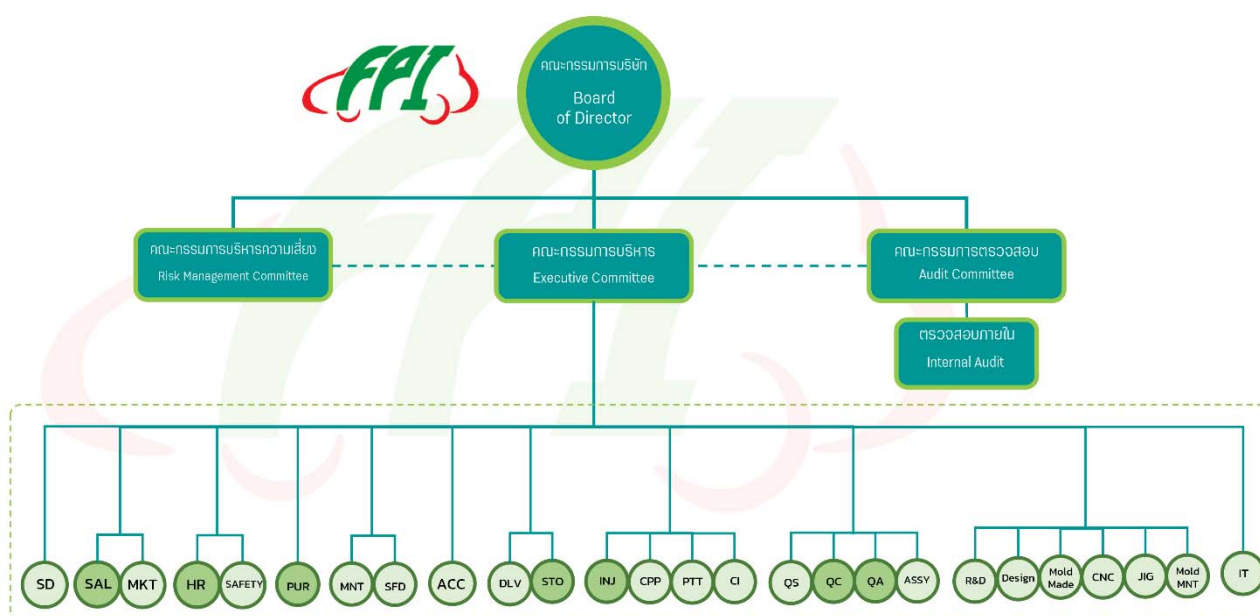 FPI
คณะกรรมการบริษัท
Board
of Director
คณะกรรมการบริหารความเสี่ยง
Risk Management Committee
คณะกรรมการบริหาร
Executive Committee
คณะกรรมการตรวจสอบ
Audit Committee
ตรวจสอบภายใน
Internal Audit
SD
SAL
MKT
HR
SAFETY
PUR
MNT
SFD
ACC
DLV
STO
INJ
CPP
PTT
CI
QS
QC
QA
ASSY
R&D
Design
Mold
Made
CNC
JIG
Mold
MNT
IT